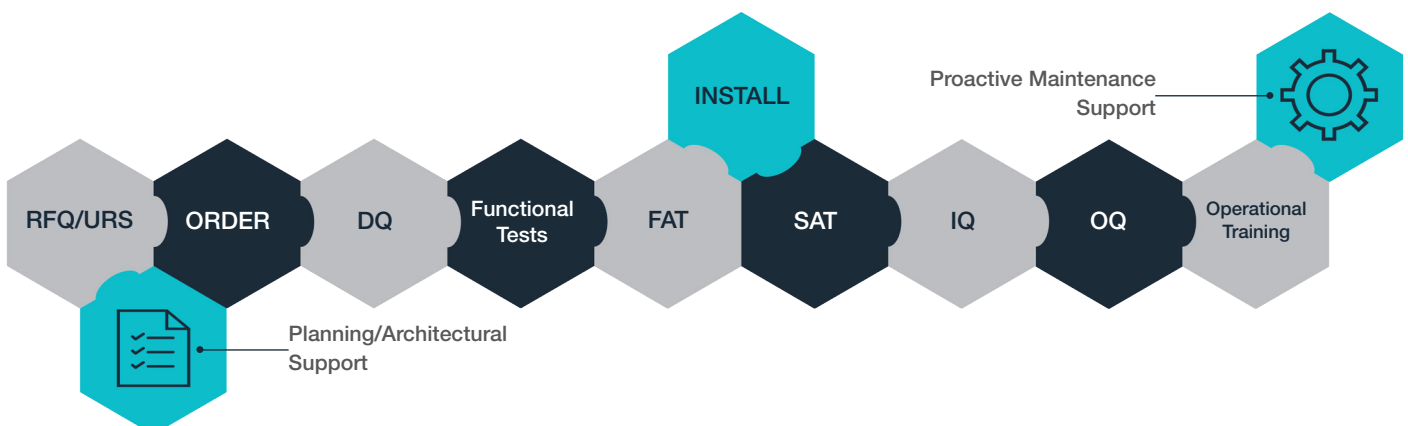 INSTALL
Proactive Maintenance
Support
RFQ/URS
ORDER
DQ
Functional
Tests
FAT
SAT
IQ
OQ
Operational
Training
Planning/Architectural
Support